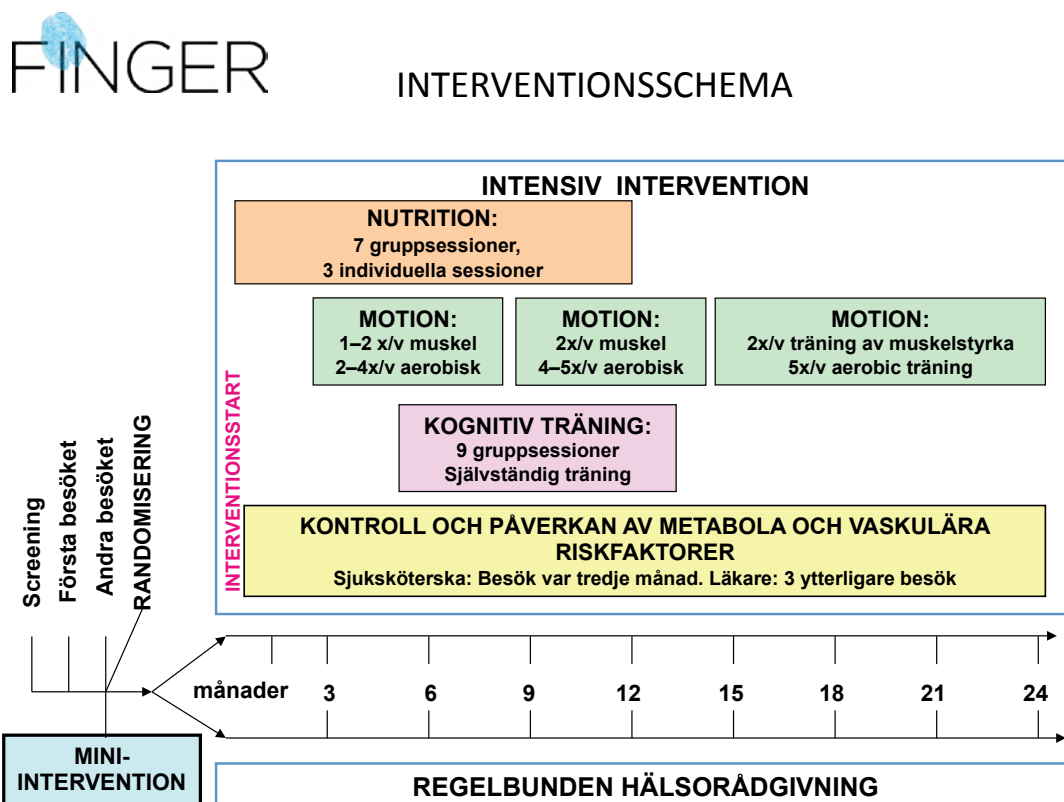 FINGER
INTERVENTIONSSCHEMA
INTENSIV INTERVENTION
NUTRITION:
7 gruppsessioner,
3 individuella sessioner
MOTION:
1–2 x/v muskel
2–4x/v aerobisk
MOTION:
2x/v muskel
4–5x/v aerobisk
MOTION:
2x/v träning av muskelstyrka
5x/v aerobic träning
KOGNITIV TRÄNING:
9 gruppsessioner
Självständig träning
KONTROLL OCH PÅVERKAN AV METABOLA OCH VASKULÄRA
RISKFAKTORER
Sjuksköterska: Besök var tredje månad. Läkare: 3 ytterligare besök
INTERVENTIONSSTART
Screening
Första besöket
Andra besöket
RANDOMISERING
månader 3 6 9 12 15 18 21 24
MINI-
INTERVENTION
REGELBUNDEN HÄLSORÅDGIVNING